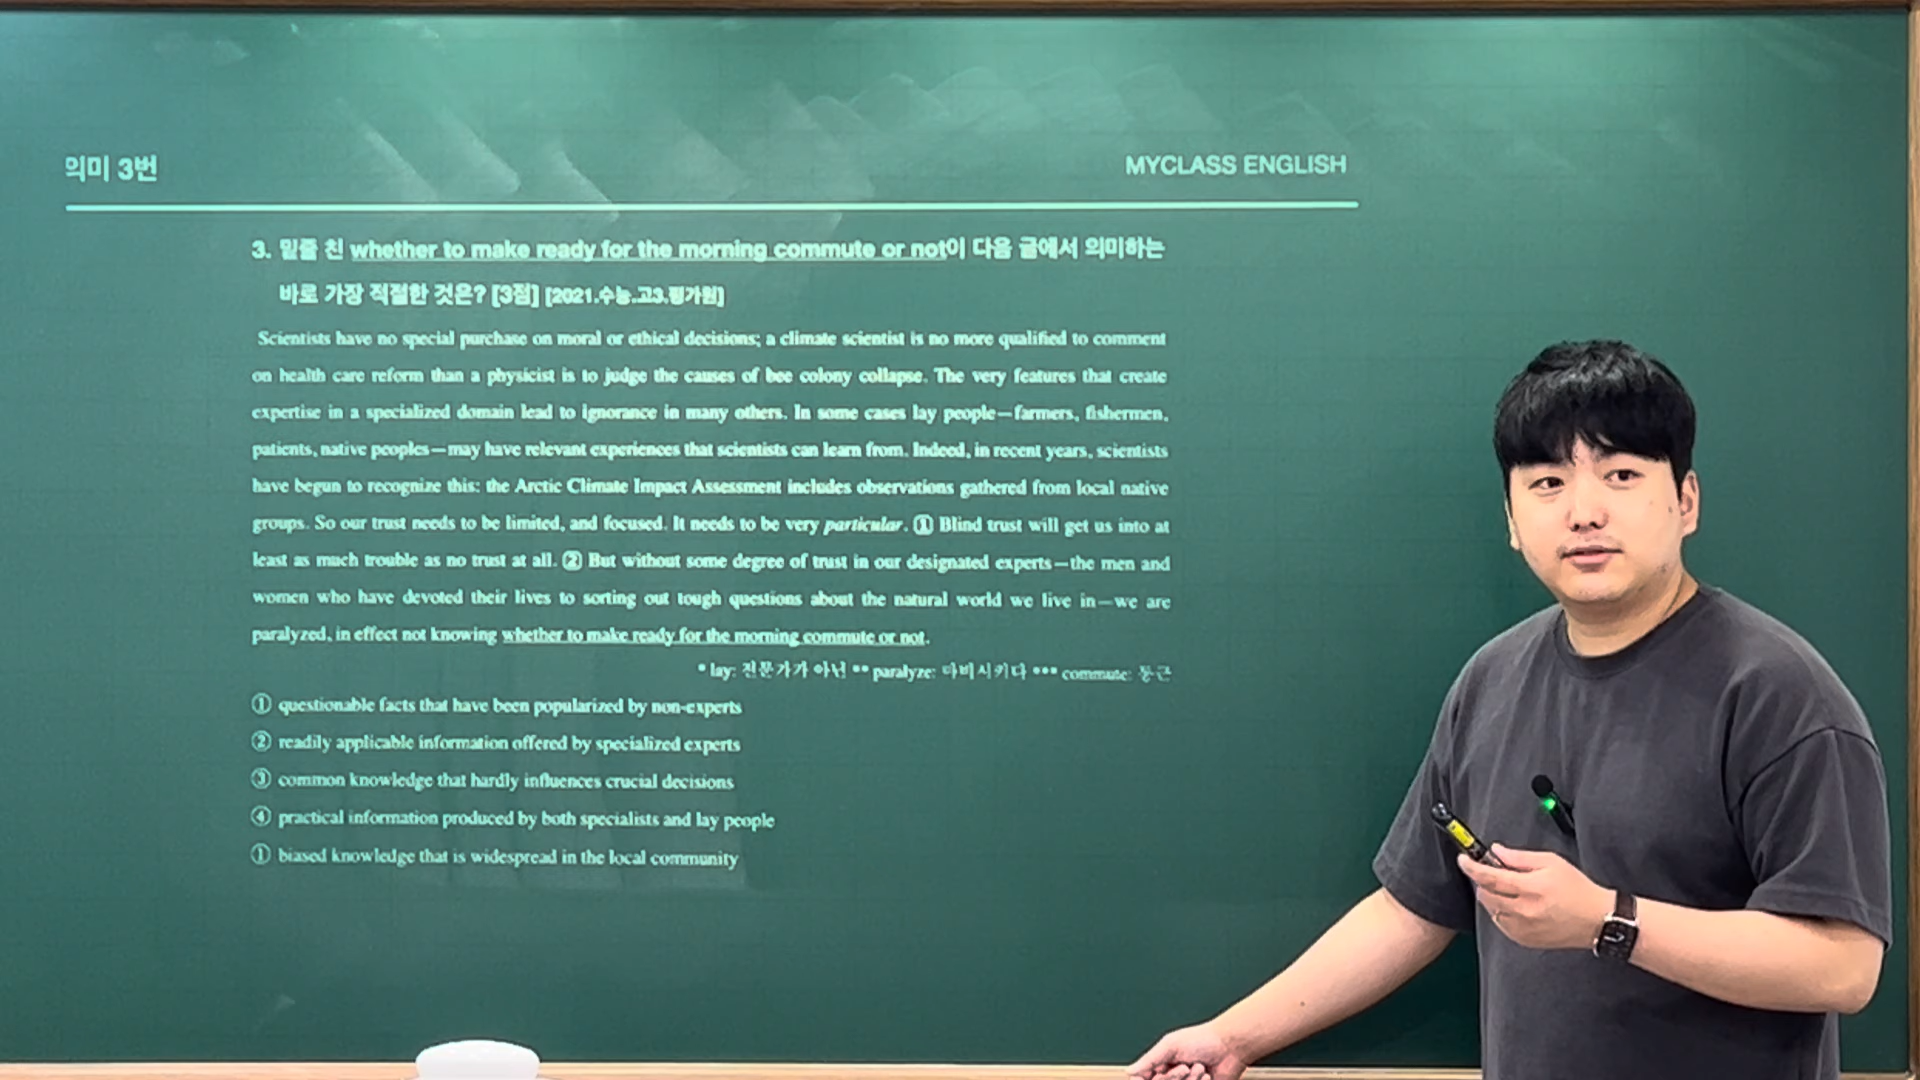 의미 3번
MYCLASS ENGLISH
3. 밑줄 친 whether to make ready for the morning commute or not이 다음 글에서 의미하는
바로 가장 적절한 것은? [3점] [2021.수능.고3.평가원]
Scientists have no special purchase on moral or ethical decisions; a climate scientist is no more qualified to comment
on health care reform than a physicist is to judge the causes of bee colony collapse. The very features that create
expertise in a specialized domain lead to ignorance in many others. In some cases lay people—farmers, fishermen,
patients, native peoples—may have relevant experiences that scientists can learn from. Indeed, in recent years, scientists
have begun to recognize this: the Arctic Climate Impact Assessment includes observations gathered from local native
groups. So our trust needs to be limited, and focused. It needs to be very particular. ① Blind trust will get us into at
least as much trouble as no trust at all. ② But without some degree of trust in our designated experts—the men and
women who have devoted their lives to sorting out tough questions about the natural world we live in—we are
paralyzed, in effect not knowing whether to make ready for the morning commute or not.
* lay: 전문가가 아닌 ** paralyze: 마비시키다 *** commute: 통근
① questionable facts that have been popularized by non-experts
② readily applicable information offered by specialized experts
③ common knowledge that hardly influences crucial decisions
④ practical information produced by both specialists and lay people
① biased knowledge that is widespread in the local community